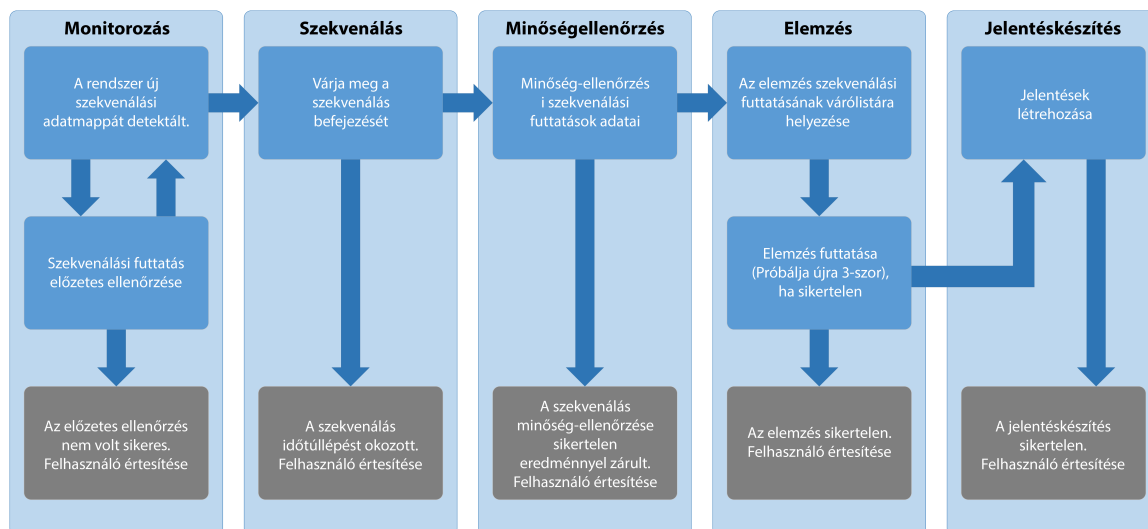 Monitorozás
A rendszer új
szekvenálási
adatmappát detektált.
Szekvenálási futtatás
előzetes ellenőrzése
Az előzetes ellenőrzés
nem volt sikeres.
Felhasználó értesítése
Szekvenálás
Várja meg a
szekvenálás
befejezését
A szekvenálás
időtúllépést okozott.
Felhasználó értesítése
Minőségellenőrzés
Minőség-ellenőrzés
i szekvenálási
futtatások adatai
A szekvenálás
minőség-ellenőrzése
sikertelen
eredménnyel zárult.
Felhasználó értesítése
Elemzés
Az elemzés szekvenálási
futtatásának várólistára
helyezése
Elemzés futtatása
(Próbálja újra 3-szor),
ha sikertelen
Az elemzés sikertelen.
Felhasználó értesítése
Jelentéskészítés
Jelentések
létrehozása
A jelentéskészítés
sikertelen.
Felhasználó értesítése